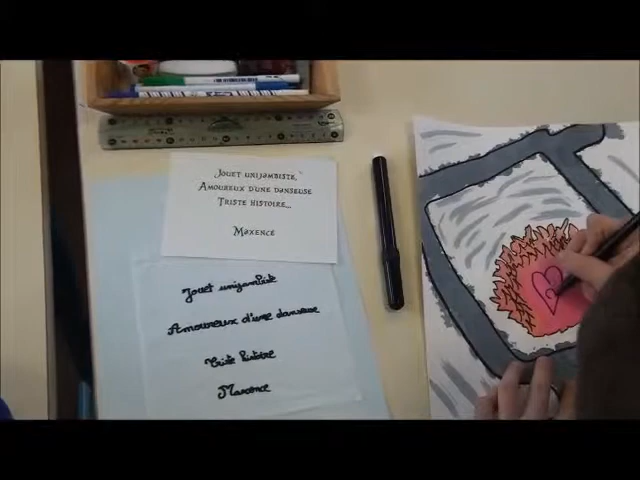 Jouet unijambiste,
Amoureux d'une danseuse
Triste histoire...
Maxence
Jouet unijambiste
Amoureux d'une danseuse
Triste histoire
Maxence